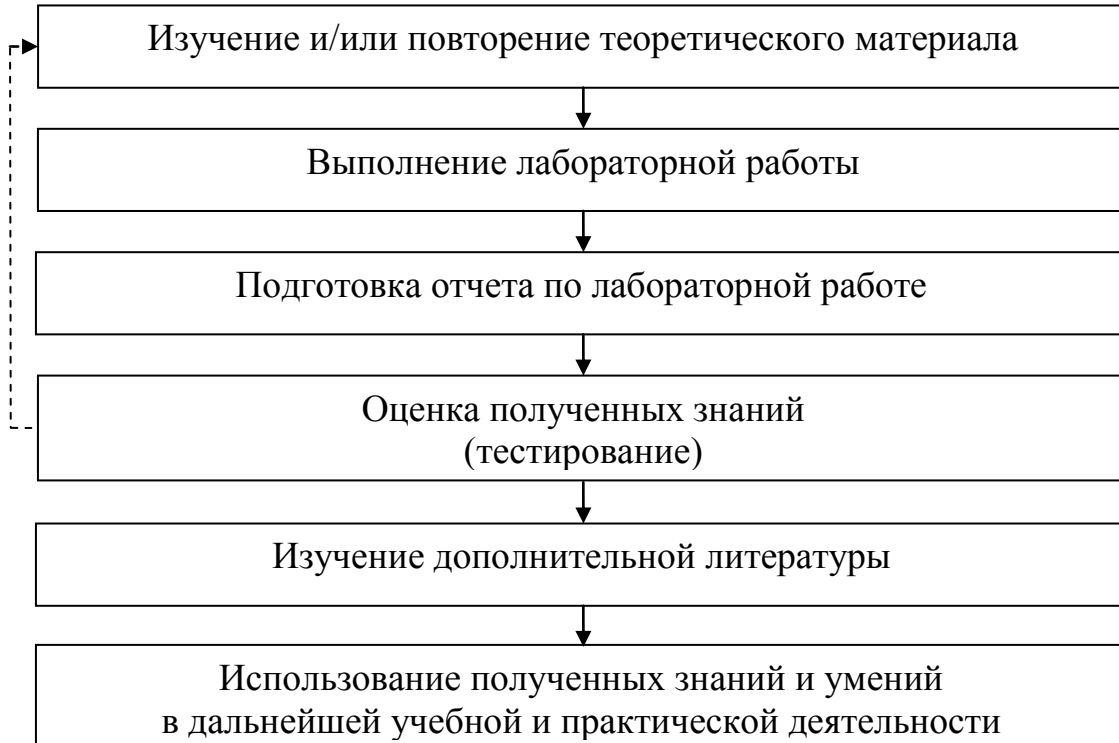 Изучение и/или повторение теоретического материала
Выполнение лабораторной работы
Подготовка отчета по лабораторной работе
Оценка полученных знаний
(тестирование)
Изучение дополнительной литературы
Использование полученных знаний и умений
в дальнейшей учебной и практической деятельности